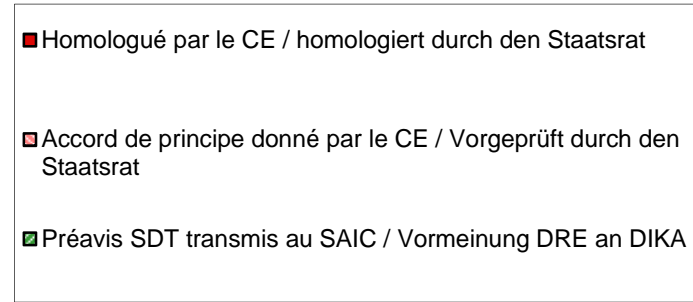 Homologué par le CE / homologiert durch den Staatsrat
Accord de principe donné par le CE / Vorgeprüft durch den
Staatsrat
Préavis SDT transmis au SAIC / Vormeinung DRE an DIKA